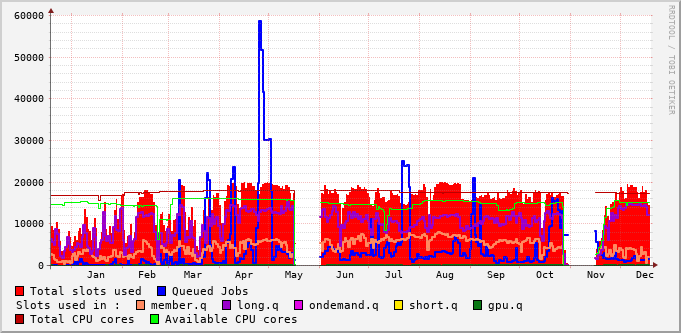 60000
50000
40000
30000
20000
10000
0
Jan Feb Mar Apr May Jun Jul Aug Sep Oct Nov Dec
RRDTOOL / TOBI OETIKER
Total slots used Queued Jobs
Slots used in : member.q long.q ondemand.q short.q gpu.q
Total CPU cores Available CPU cores